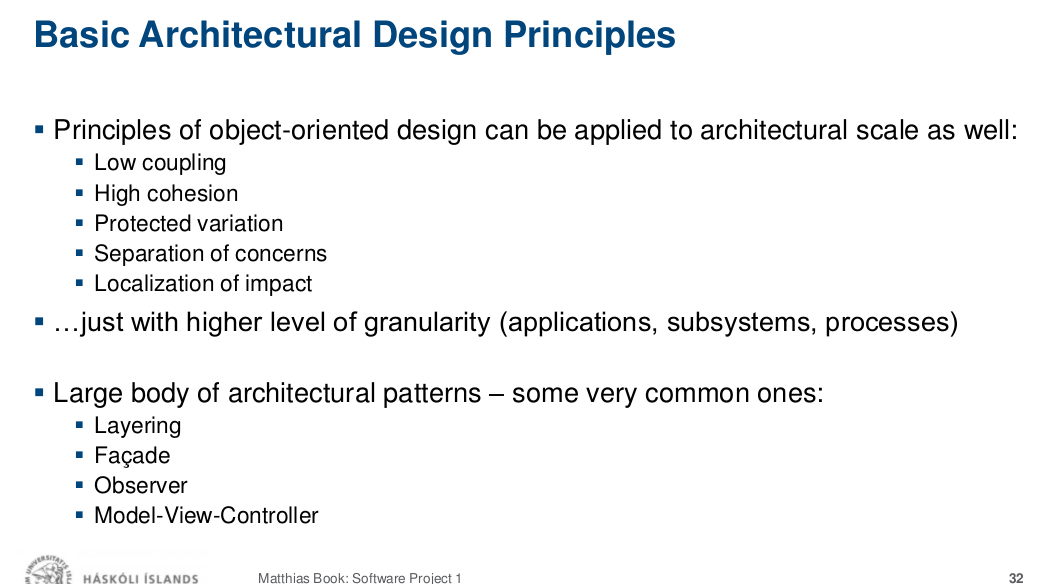 Basic Architectural Design Principles
▪ Principles of object-oriented design can be applied to architectural scale as well:
▪ Low coupling
▪ High cohesion
▪ Protected variation
▪ Separation of concerns
▪ Localization of impact
▪ …just with higher level of granularity (applications, subsystems, processes)
▪ Large body of architectural patterns – some very common ones:
▪ Layering
▪ Façade
▪ Observer
▪ Model-View-Controller
HÁSKÓLI ÍSLANDS
Matthias Book: Software Project 1
32